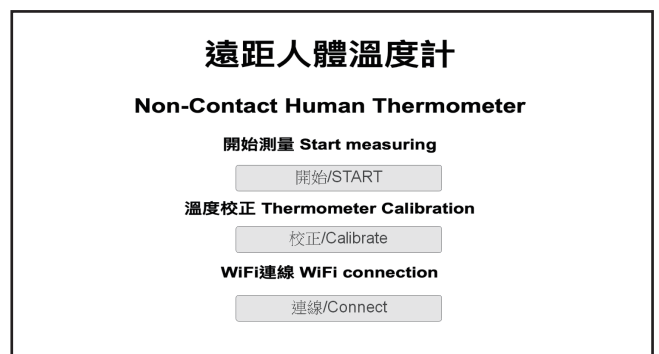 遠距人體溫度計
Non-Contact Human Thermometer
開始測量 Start measuring
開始/START
溫度校正 Thermometer Calibration
校正/Calibrate
WiFi連線 WiFi connection
連線/Connect